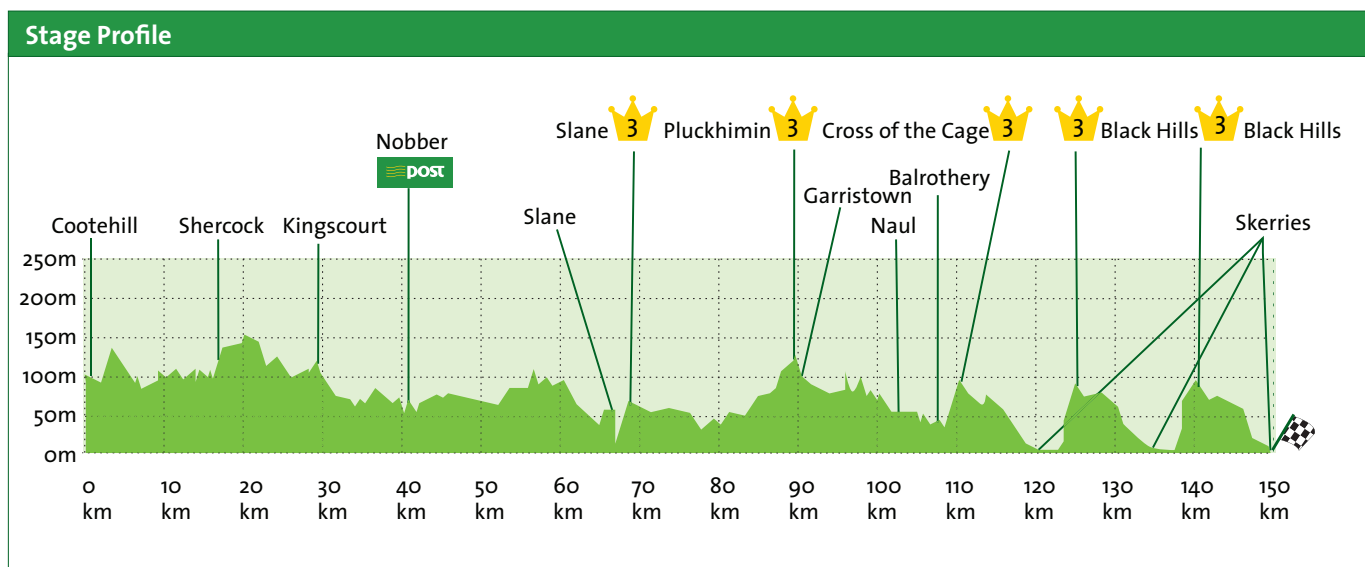 Stage Profile
Slane 3 Pluckhimin 3 Cross of the Cage 3 3 Black Hills 3 Black Hills
Nobber
post
Balrothery
Garristown
Cootehill Shercock Kingscourt Slane Naul Skerries
250m
200m
150m
100m
50m
0m
0 10 20 30 40 50 60 70 80 90 100 110 120 130 140 150
km km km km km km km km km km km km km km km km